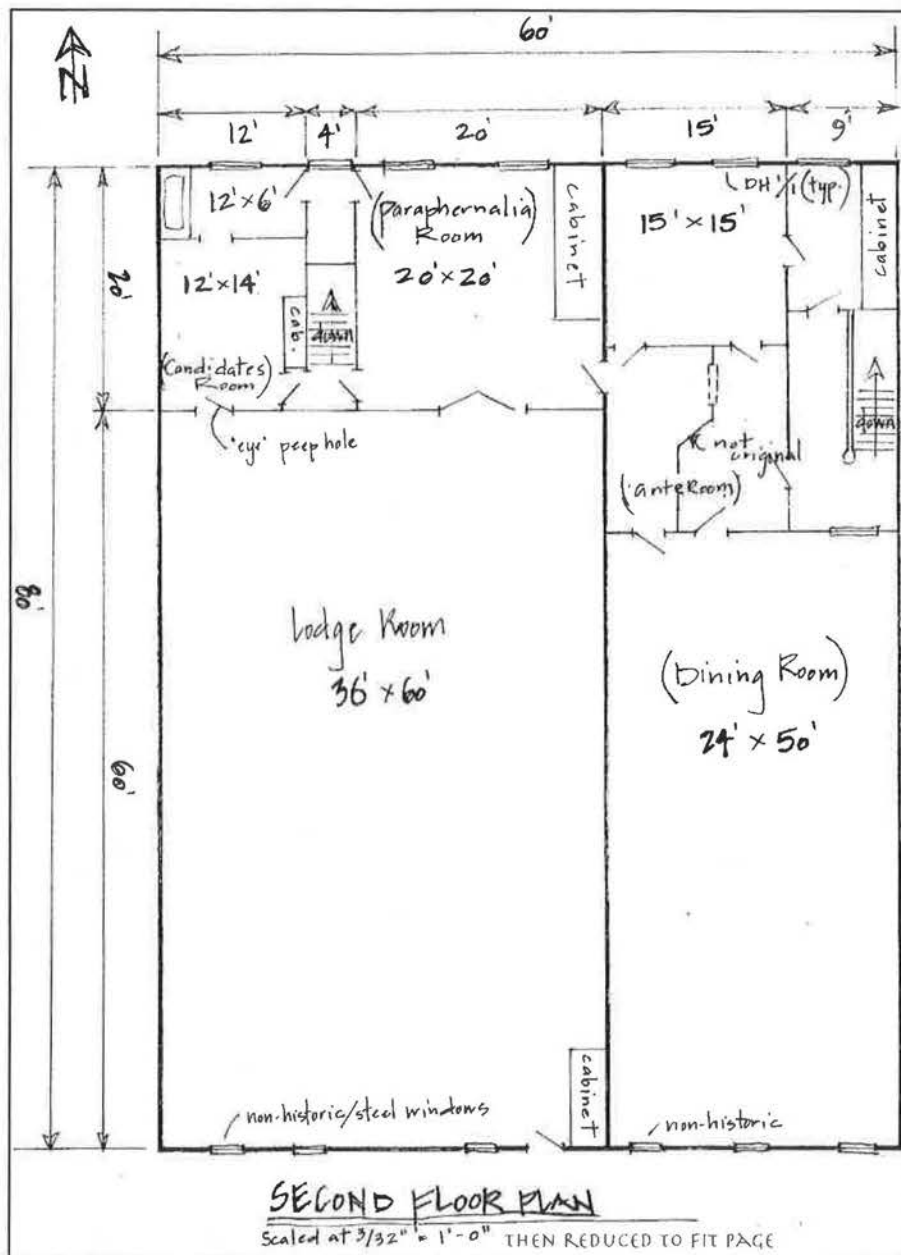 60'
N
12'
4'
20'
15'
9'
12' × 6'
(Paraphernalia)
Room
20' × 20'
cabinet
DH 1/1 (typ.)
15' × 15'
cabinet
20'
12' × 14'
cab.
down
(Candidates)
Room
'eye' peephole
not
original
down
(anteRoom)
80'
Lodge Room
36' × 60'
(Dining Room)
24' × 50'
60'
cabinet
non-historic/steel windows
non-historic
SECOND FLOOR PLAN
Scaled at 3/32" = 1'-0" THEN REDUCED TO FIT PAGE